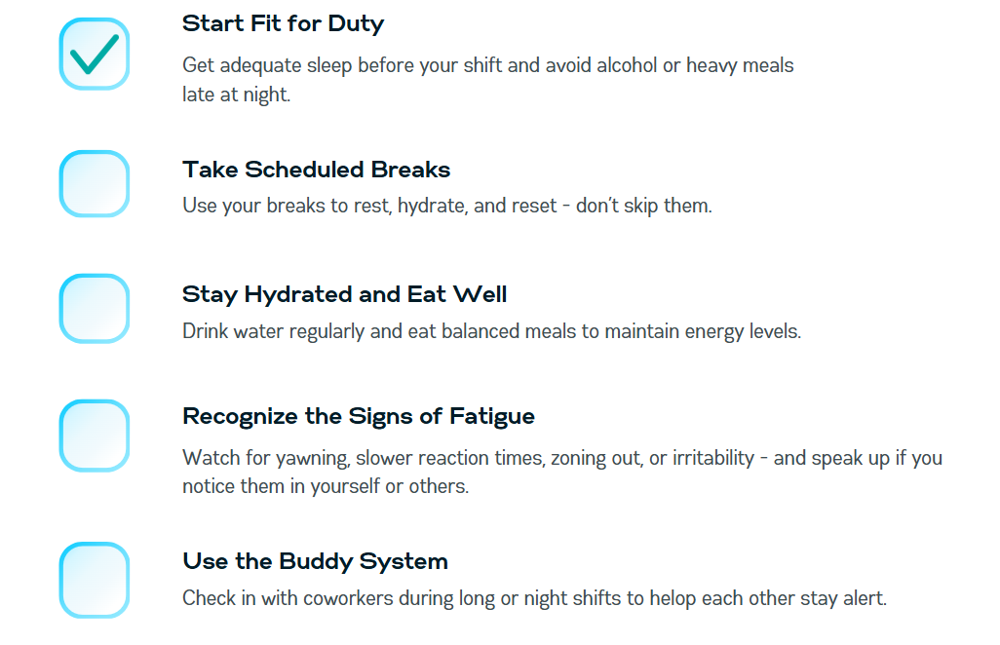 Start Fit for Duty
Get adequate sleep before your shift and avoid alcohol or heavy meals
late at night.
Take Scheduled Breaks
Use your breaks to rest, hydrate, and reset - don't skip them.
Stay Hydrated and Eat Well
Drink water regularly and eat balanced meals to maintain energy levels.
Recognize the Signs of Fatigue
Watch for yawning, slower reaction times, zoning out, or irritability - and speak up if you
notice them in yourself or others.
Use the Buddy System
Check in with coworkers during long or night shifts to helop each other stay alert.